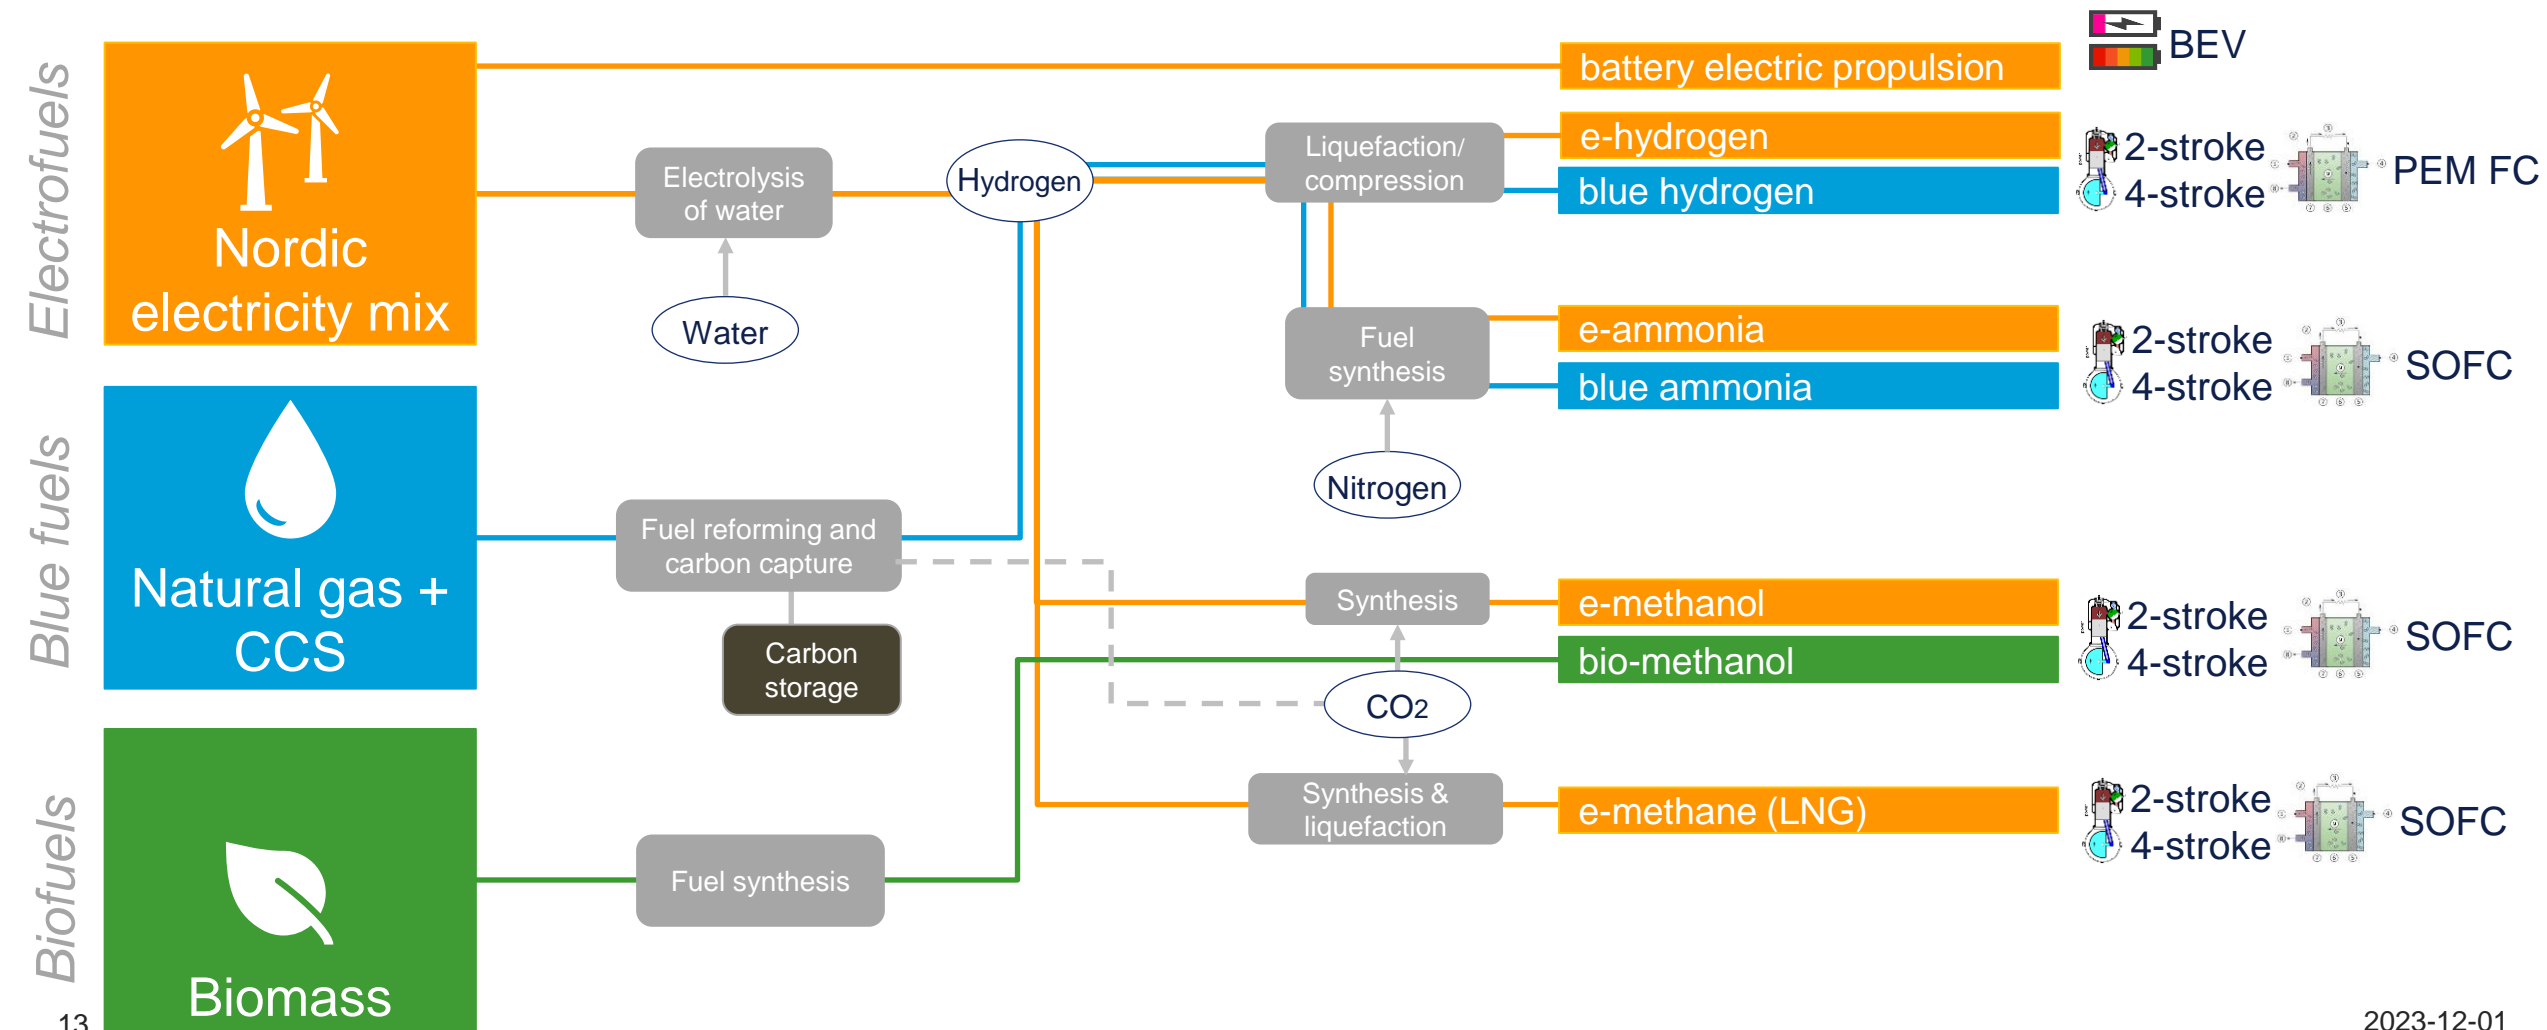 Electrofuels
Nordic
electricity mix
Blue fuels
Natural gas +
CCS
Biofuels
Biomass
Electrolysis
of water
Water
Hydrogen
Fuel reforming and
carbon capture
Carbon
storage
Fuel synthesis
Liquefaction/
compression
Fuel
synthesis
Nitrogen
Synthesis
CO2
Synthesis &
liquefaction
battery electric propulsion
BEV
e-hydrogen
blue hydrogen
2-stroke
4-stroke
PEM FC
e-ammonia
blue ammonia
2-stroke
4-stroke
SOFC
e-methanol
bio-methanol
2-stroke
4-stroke
SOFC
e-methane (LNG)
2-stroke
4-stroke
SOFC
13
2023-12-01